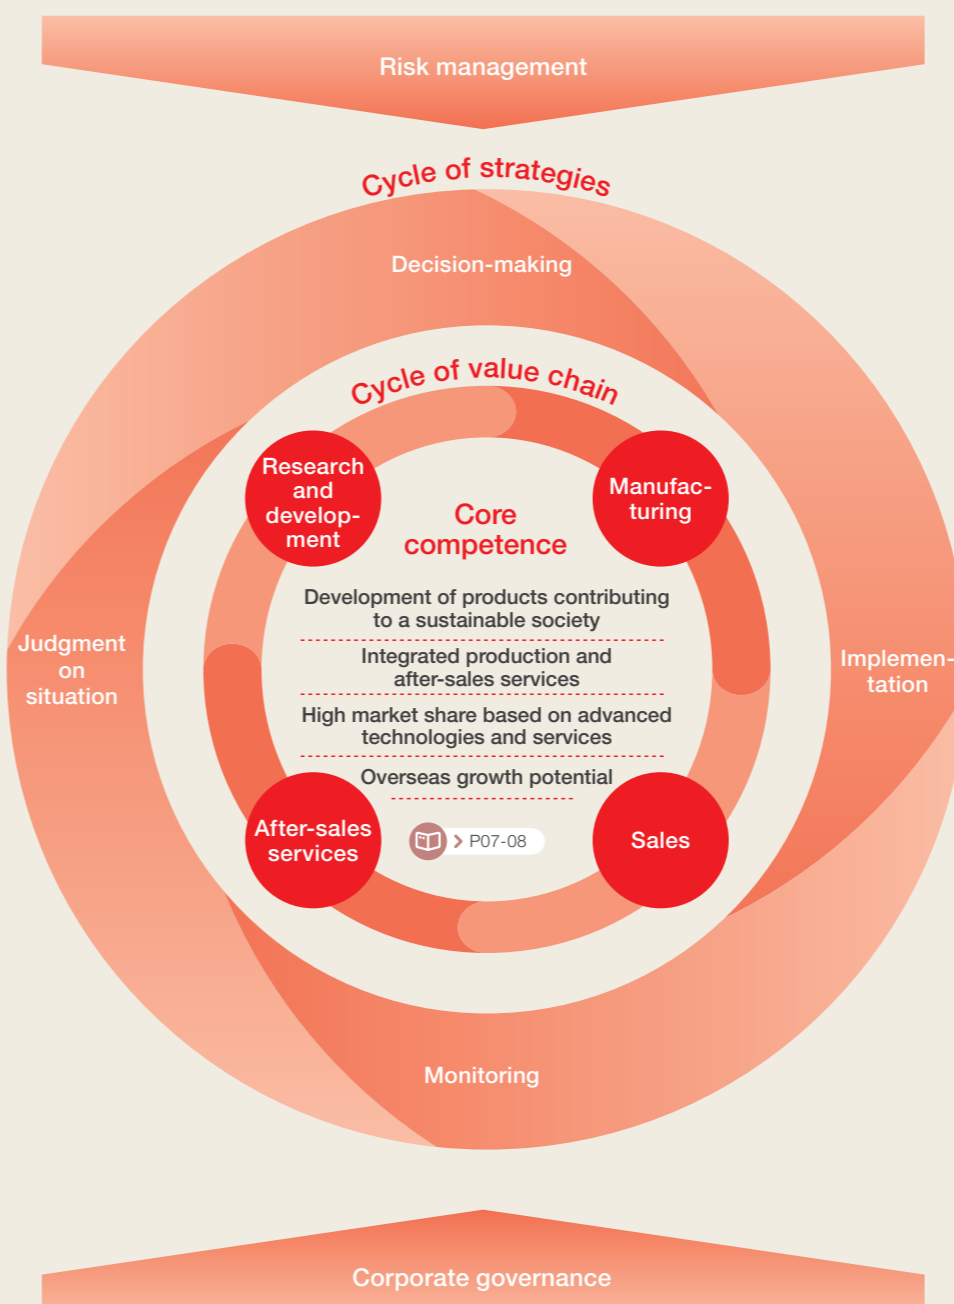 Risk management
Cycle of strategies
Decision-making
Cycle of value chain
Research
and
develop-
ment
Manufac-
turing
Core
competence
Development of products contributing
to a sustainable society
Integrated production and
after-sales services
High market share based on advanced
technologies and services
Overseas growth potential
Judgment
on
situation
Implemen-
tation
After-sales
services
P07-08
Sales
Monitoring
Corporate governance